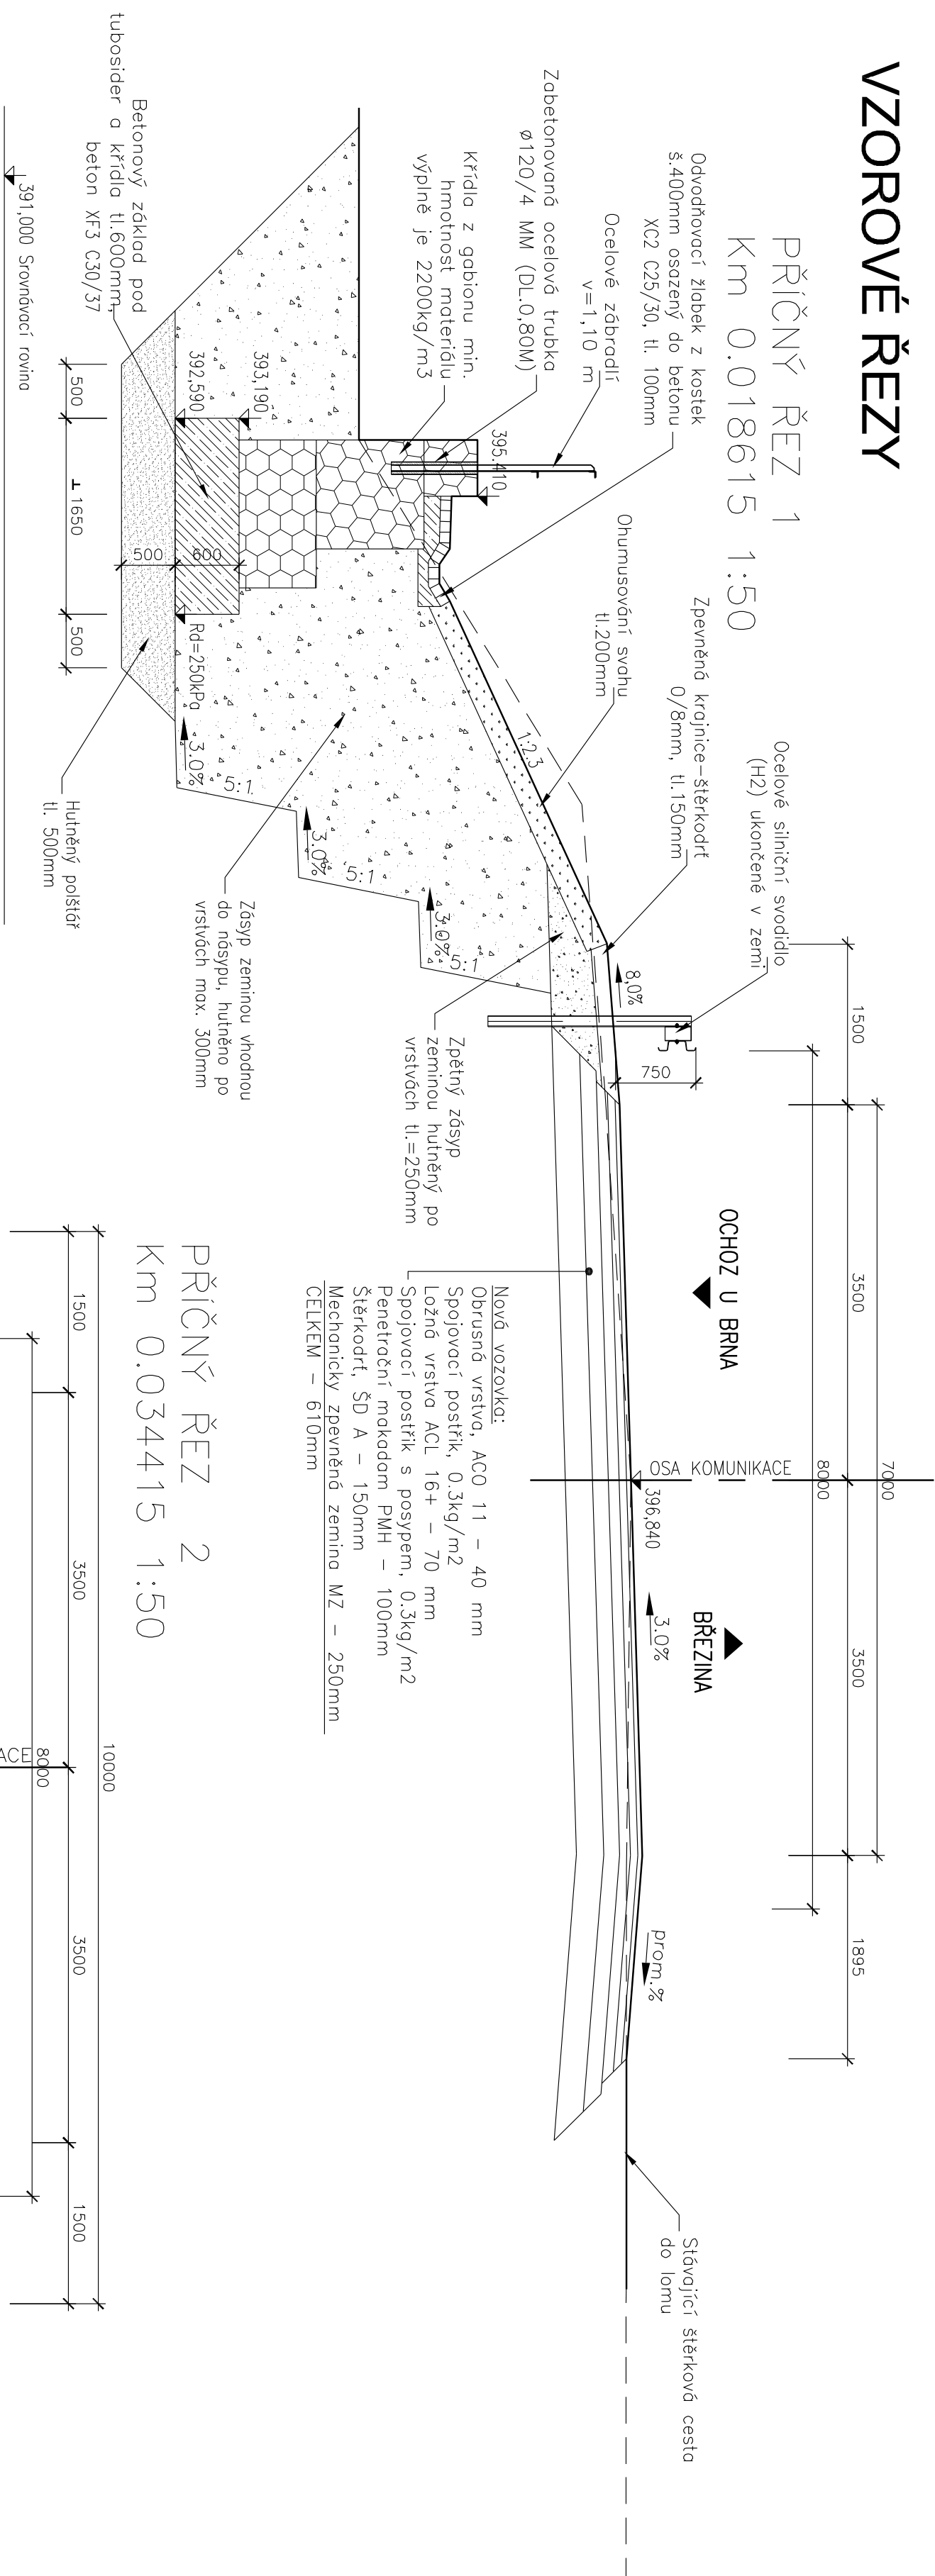 VZOROVÉ ŘEZY
PŘÍČNÝ ŘEZ 1
Km 0.018615 1:50
Odvodňovací žlabek z kostek
š.400mm osazený do betonu
XC2 C25/30, tl. 100mm
Ocelové zábradlí
v=1,10 m
Zabetonovaná ocelová trubka
ø120/4 MM (DL.0,80M)
Křídla z gabionu min.
hmotnost materiálu
výplně je 2200kg/m3
Betonový základ pod
tubosider a křídla tl.600mm,
beton XF3 C30/37
391,000 Srovnávací rovina
Ocelové silniční svodidlo
(H2) ukončené v zemi
Zpevněná krajnice-štěrkodrť
0/8mm, tl.150mm
Ohumusování svahu
tl.200mm
1:2.3
395.410
393,190
392,590
500
1650
500
500
600
Rd=250kPa
3.0%
5:1
3.0%
5:1
3.0%
5:1
Hutněný polštář
tl. 500mm
Zásyp zeminou vhodnou
do násypu, hutněno po
vrstvách max. 300mm
Zpětný zásyp
zeminou hutněný po
vrstvách tl.=250mm
8,0%
750
1500
3500
3500
1895
7000
8000
OCHOZ U BRNA
OSA KOMUNIKACE
396,840
BŘEZINA
3.0%
prom.%
Stávající štěrková cesta
do lomu
Nová vozovka:
Obrusná vrstva, ACO 11 - 40 mm
Spojovací postřik, 0.3kg/m2
Ložná vrstva ACL 16+ - 70 mm
Spojovací postřik s posypem, 0.3kg/m2
Penetrační makadam PMH - 100mm
Štěrkodrť, ŠD A - 150mm
Mechanicky zpevněná zemina MZ - 250mm
CELKEM - 610mm
PŘÍČNÝ ŘEZ 2
Km 0.034415 1:50
10000
1500
3500
3500
1500
8000
ACE